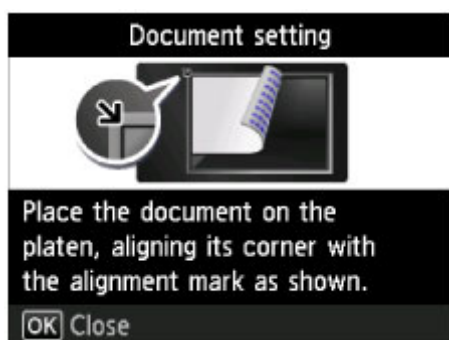 Document setting
Place the document on the
platen, aligning its corner with
the alignment mark as shown.
OK Close